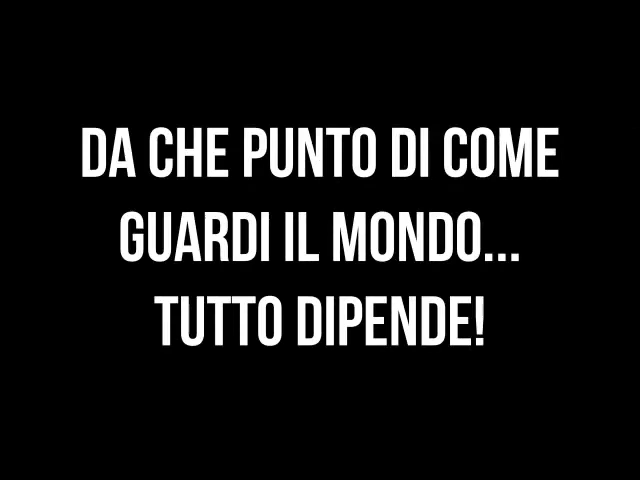 DA CHE PUNTO DI COME
GUARDI IL MONDO...
TUTTO DIPENDE!